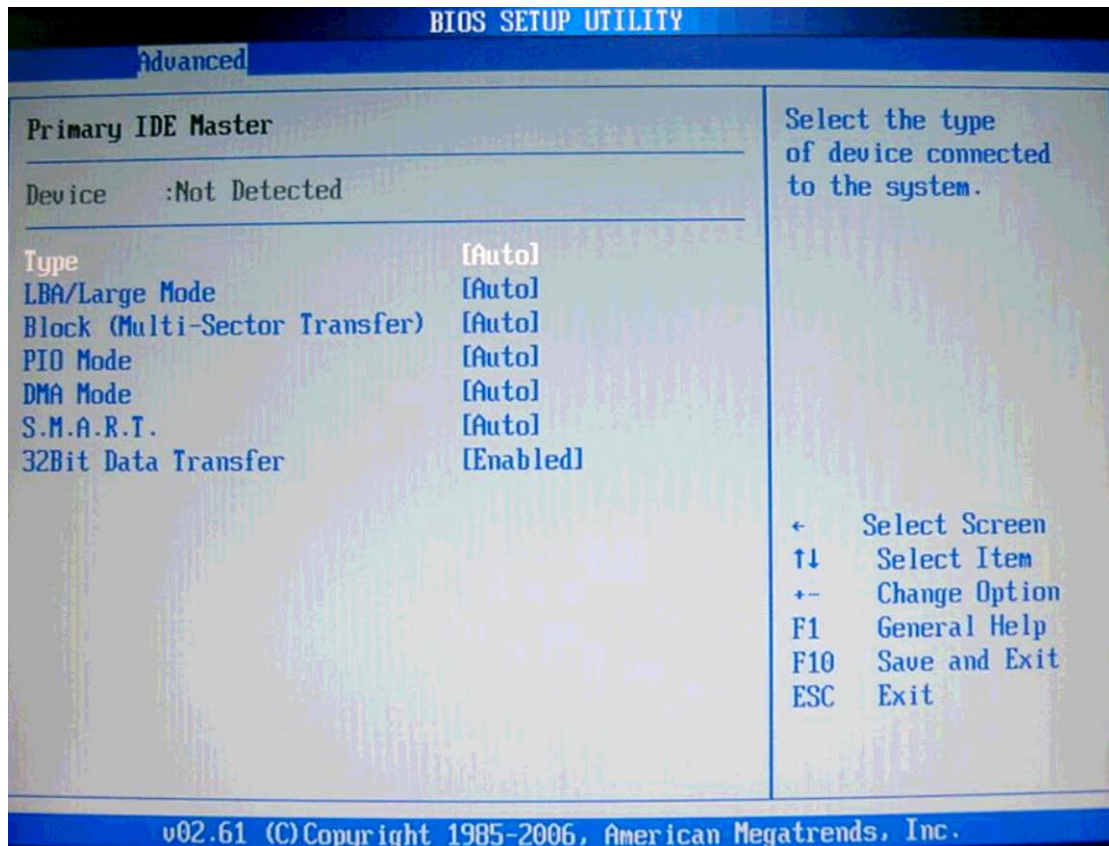 BIOS SETUP UTILITY
Advanced
Primary IDE Master
Device :Not Detected
Type [Auto]
LBA/Large Mode [Auto]
Block (Multi-Sector Transfer) [Auto]
PIO Mode [Auto]
DMA Mode [Auto]
S.M.A.R.T. [Auto]
32Bit Data Transfer [Enabled]
Select the type
of device connected
to the system.
← Select Screen
↑↓ Select Item
+- Change Option
F1 General Help
F10 Save and Exit
ESC Exit
v02.61 (C)Copyright 1985-2006, American Megatrends, Inc.